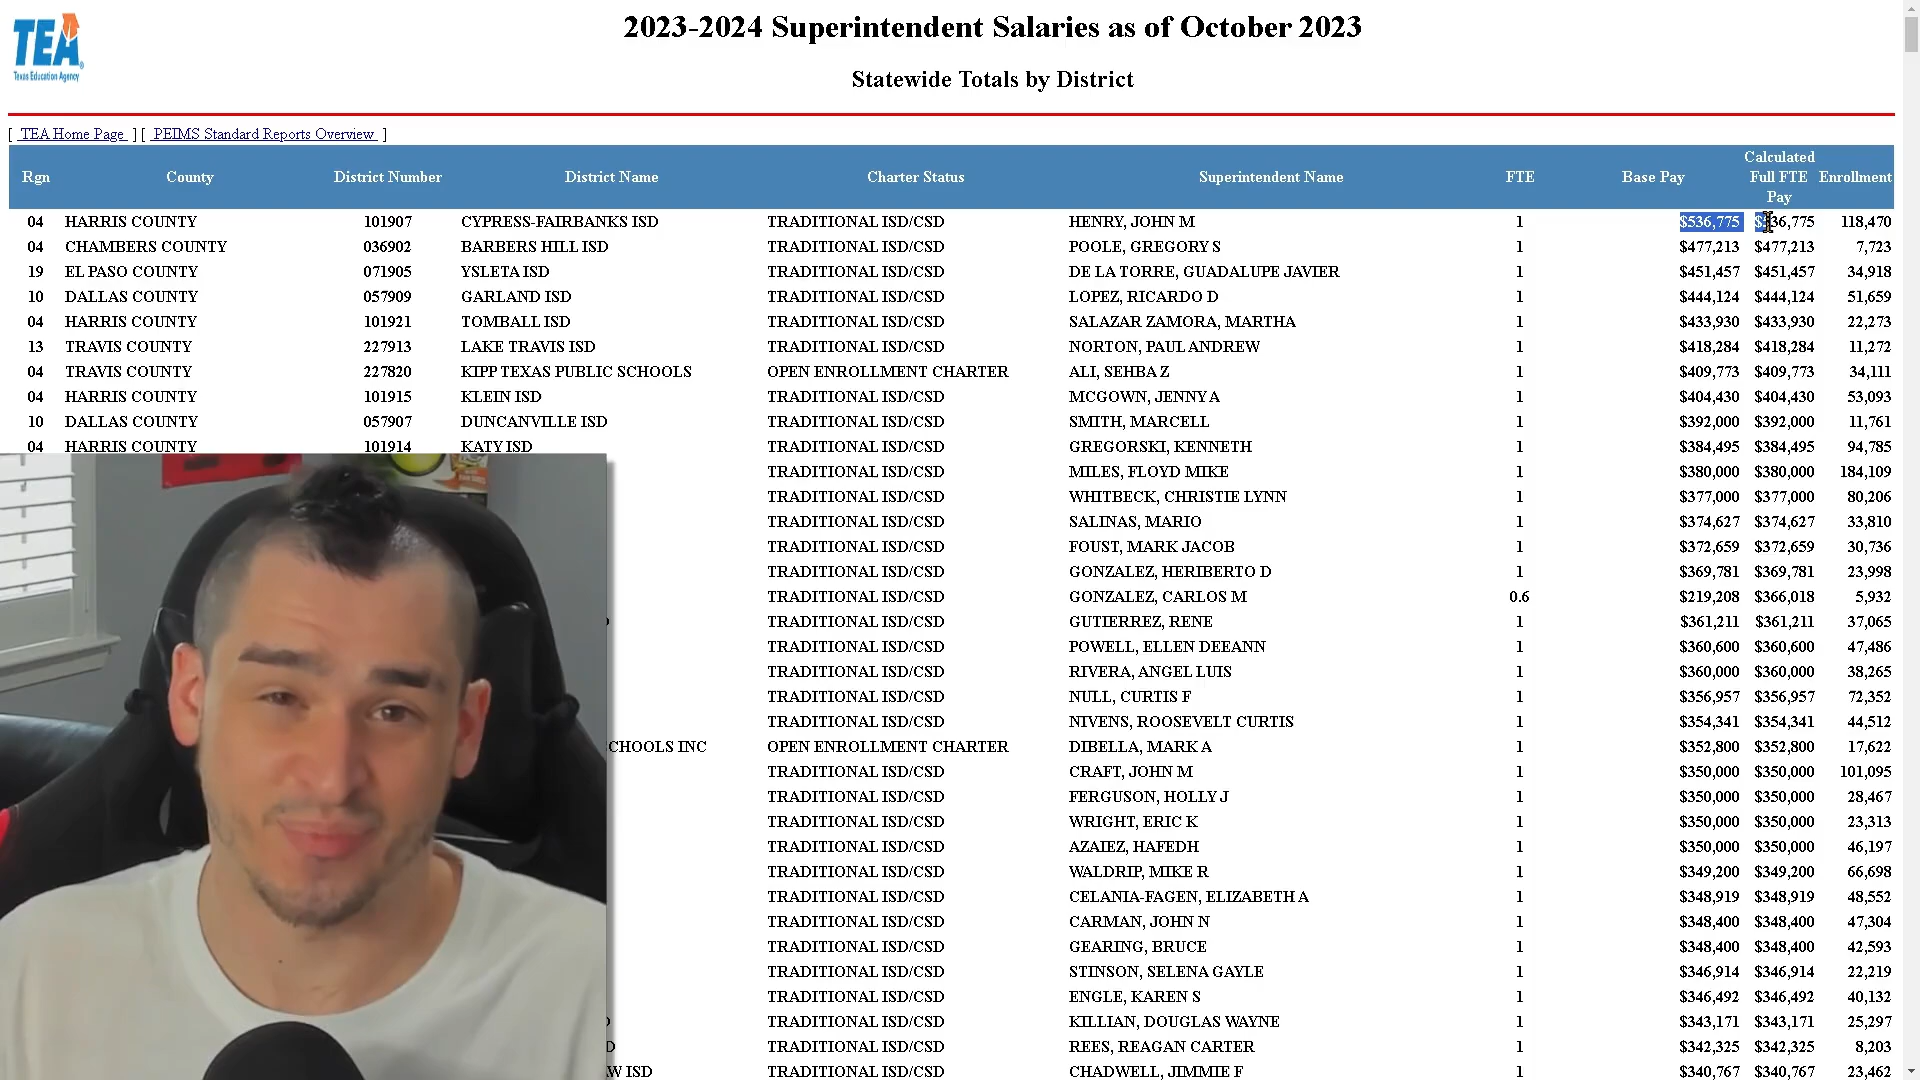 2023-2024 Superintendent Salaries as of October 2023
TEA
Texas Education Agency
Statewide Totals by District
[ TEA Home Page ] [ PEIMS Standard Reports Overview ]
Rgn County District Number District Name Charter Status Superintendent Name FTE Base Pay Calculated Full FTE Pay Enrollment
04 HARRIS COUNTY 101907 CYPRESS-FAIRBANKS ISD TRADITIONAL ISD/CSD HENRY, JOHN M 1 $536,775 $536,775 118,470
04 CHAMBERS COUNTY 036902 BARBERS HILL ISD TRADITIONAL ISD/CSD POOLE, GREGORY S 1 $477,213 $477,213 7,723
19 EL PASO COUNTY 071905 YSLETA ISD TRADITIONAL ISD/CSD DE LA TORRE, GUADALUPE JAVIER 1 $451,457 $451,457 34,918
10 DALLAS COUNTY 057909 GARLAND ISD TRADITIONAL ISD/CSD LOPEZ, RICARDO D 1 $444,124 $444,124 51,659
04 HARRIS COUNTY 101921 TOMBALL ISD TRADITIONAL ISD/CSD SALAZAR ZAMORA, MARTHA 1 $433,930 $433,930 22,273
13 TRAVIS COUNTY 227913 LAKE TRAVIS ISD TRADITIONAL ISD/CSD NORTON, PAUL ANDREW 1 $418,284 $418,284 11,272
04 TRAVIS COUNTY 227820 KIPP TEXAS PUBLIC SCHOOLS OPEN ENROLLMENT CHARTER ALI, SEHBA Z 1 $409,773 $409,773 34,111
04 HARRIS COUNTY 101915 KLEIN ISD TRADITIONAL ISD/CSD MCGOWN, JENNY A 1 $404,430 $404,430 53,093
10 DALLAS COUNTY 057907 DUNCANVILLE ISD TRADITIONAL ISD/CSD SMITH, MARCELL 1 $392,000 $392,000 11,761
04 HARRIS COUNTY 101914 KATY ISD TRADITIONAL ISD/CSD GREGORSKI, KENNETH 1 $384,495 $384,495 94,785
TRADITIONAL ISD/CSD MILES, FLOYD MIKE 1 $380,000 $380,000 184,109
TRADITIONAL ISD/CSD WHITBECK, CHRISTIE LYNN 1 $377,000 $377,000 80,206
TRADITIONAL ISD/CSD SALINAS, MARIO 1 $374,627 $374,627 33,810
TRADITIONAL ISD/CSD FOUST, MARK JACOB 1 $372,659 $372,659 30,736
TRADITIONAL ISD/CSD GONZALEZ, HERIBERTO D 1 $369,781 $369,781 23,998
TRADITIONAL ISD/CSD GONZALEZ, CARLOS M 0.6 $219,208 $366,018 5,932
TRADITIONAL ISD/CSD GUTIERREZ, RENE 1 $361,211 $361,211 37,065
TRADITIONAL ISD/CSD POWELL, ELLEN DEEANN 1 $360,600 $360,600 47,486
TRADITIONAL ISD/CSD RIVERA, ANGEL LUIS 1 $360,000 $360,000 38,265
TRADITIONAL ISD/CSD NULL, CURTIS F 1 $356,957 $356,957 72,352
TRADITIONAL ISD/CSD NIVENS, ROOSEVELT CURTIS 1 $354,341 $354,341 44,512
SCHOOLS INC OPEN ENROLLMENT CHARTER DIBELLA, MARK A 1 $352,800 $352,800 17,622
TRADITIONAL ISD/CSD CRAFT, JOHN M 1 $350,000 $350,000 101,095
TRADITIONAL ISD/CSD FERGUSON, HOLLY J 1 $350,000 $350,000 28,467
TRADITIONAL ISD/CSD WRIGHT, ERIC K 1 $350,000 $350,000 23,313
TRADITIONAL ISD/CSD AZAIEZ, HAFEDH 1 $350,000 $350,000 46,197
TRADITIONAL ISD/CSD WALDRIP, MIKE R 1 $349,200 $349,200 66,698
TRADITIONAL ISD/CSD CELANIA-FAGEN, ELIZABETH A 1 $348,919 $348,919 48,552
TRADITIONAL ISD/CSD CARMAN, JOHN N 1 $348,400 $348,400 47,304
TRADITIONAL ISD/CSD GEARING, BRUCE 1 $348,400 $348,400 42,593
TRADITIONAL ISD/CSD STINSON, SELENA GAYLE 1 $346,914 $346,914 22,219
TRADITIONAL ISD/CSD ENGLE, KAREN S 1 $346,492 $346,492 40,132
TRADITIONAL ISD/CSD KILLIAN, DOUGLAS WAYNE 1 $343,171 $343,171 25,297
D TRADITIONAL ISD/CSD REES, REAGAN CARTER 1 $342,325 $342,325 8,203
W ISD TRADITIONAL ISD/CSD CHADWELL, JIMMIE F 1 $340,767 $340,767 23,462